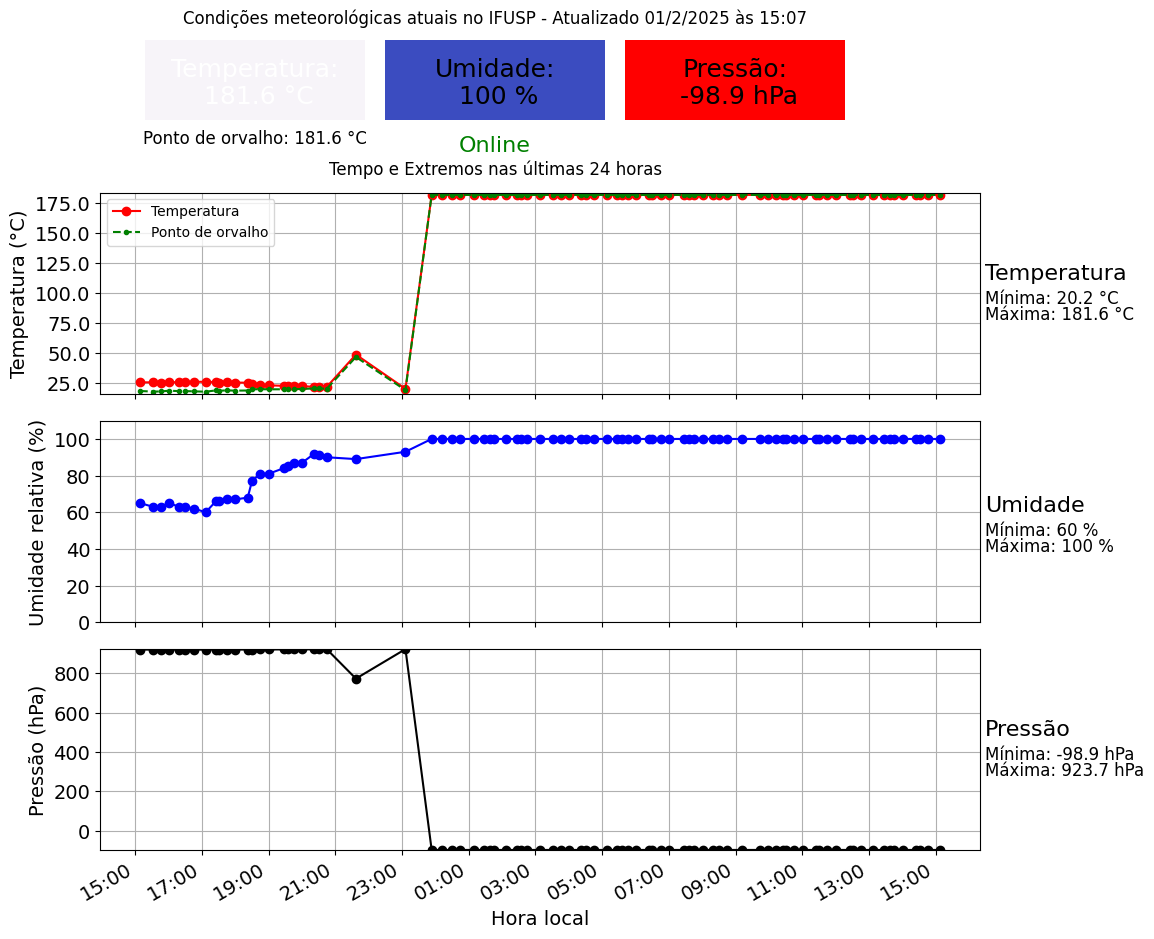 Condições meteorológicas atuais no IFUSP - Atualizado 01/2/2025 às 15:07
Temperatura:
181.6 °C
Umidade:
100 %
Pressão:
-98.9 hPa
Ponto de orvalho: 181.6 °C
Online
Tempo e Extremos nas últimas 24 horas
Temperatura (°C)
175.0
150.0
125.0
100.0
75.0
50.0
25.0
Temperatura
Ponto de orvalho
Temperatura
Mínima: 20.2 °C
Máxima: 181.6 °C
Umidade relativa (%)
100
80
60
40
20
0
Umidade
Mínima: 60 %
Máxima: 100 %
Pressão (hPa)
800
600
400
200
0
Pressão
Mínima: -98.9 hPa
Máxima: 923.7 hPa
15:00 17:00 19:00 21:00 23:00 01:00 03:00 05:00 07:00 09:00 11:00 13:00 15:00
Hora local